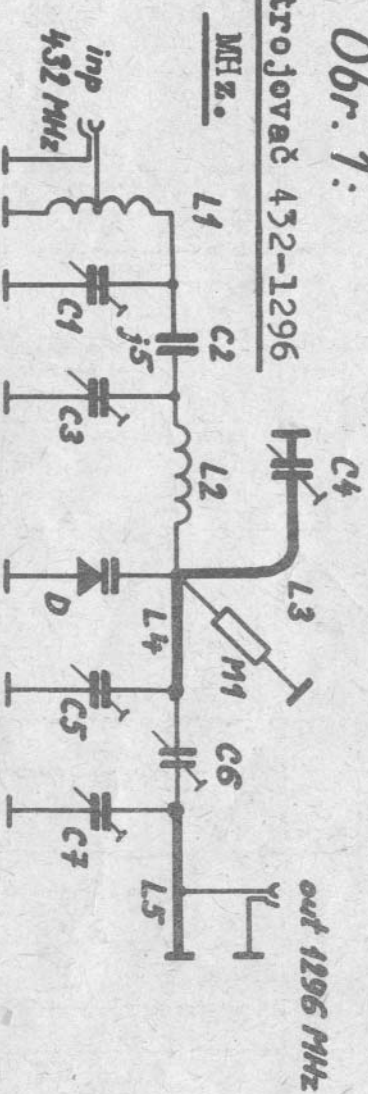 Obr. 1:
trojovač 432-1296
MHz.
inp
432 MHz
L1
C1
C2
j5
C3
L2
C4
L3
M1
D
L4
C5
C6
C7
L5
out 1296 MHz